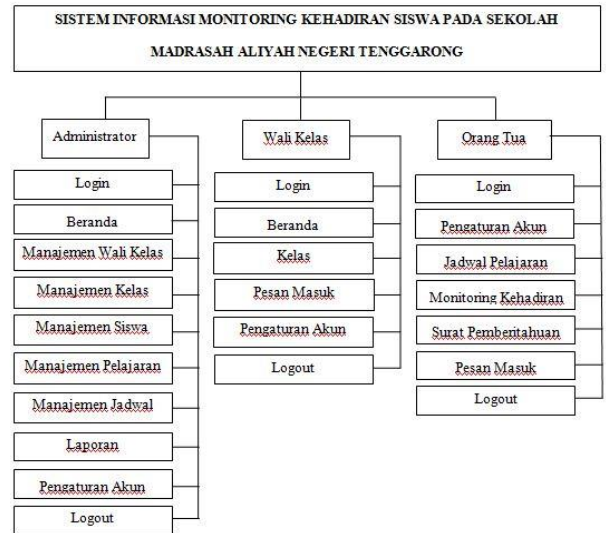 SISTEM INFORMASI MONITORING KEHADIRAN SISWA PADA SEKOLAH
MADRASAH ALIYAH NEGERI TENGGARONG
Administrator
Login
Beranda
Manajemen Wali Kelas
Manajemen Kelas
Manajemen Siswa
Manajemen Pelajaran
Manajemen Jadwal
Laporan
Pengaturan Akun
Logout
Wali Kelas
Login
Beranda
Kelas
Pesan Masuk
Pengaturan Akun
Logout
Orang Tua
Login
Pengaturan Akun
Jadwal Pelajaran
Monitoring Kehadiran
Surat Pemberitahuan
Pesan Masuk
Logout